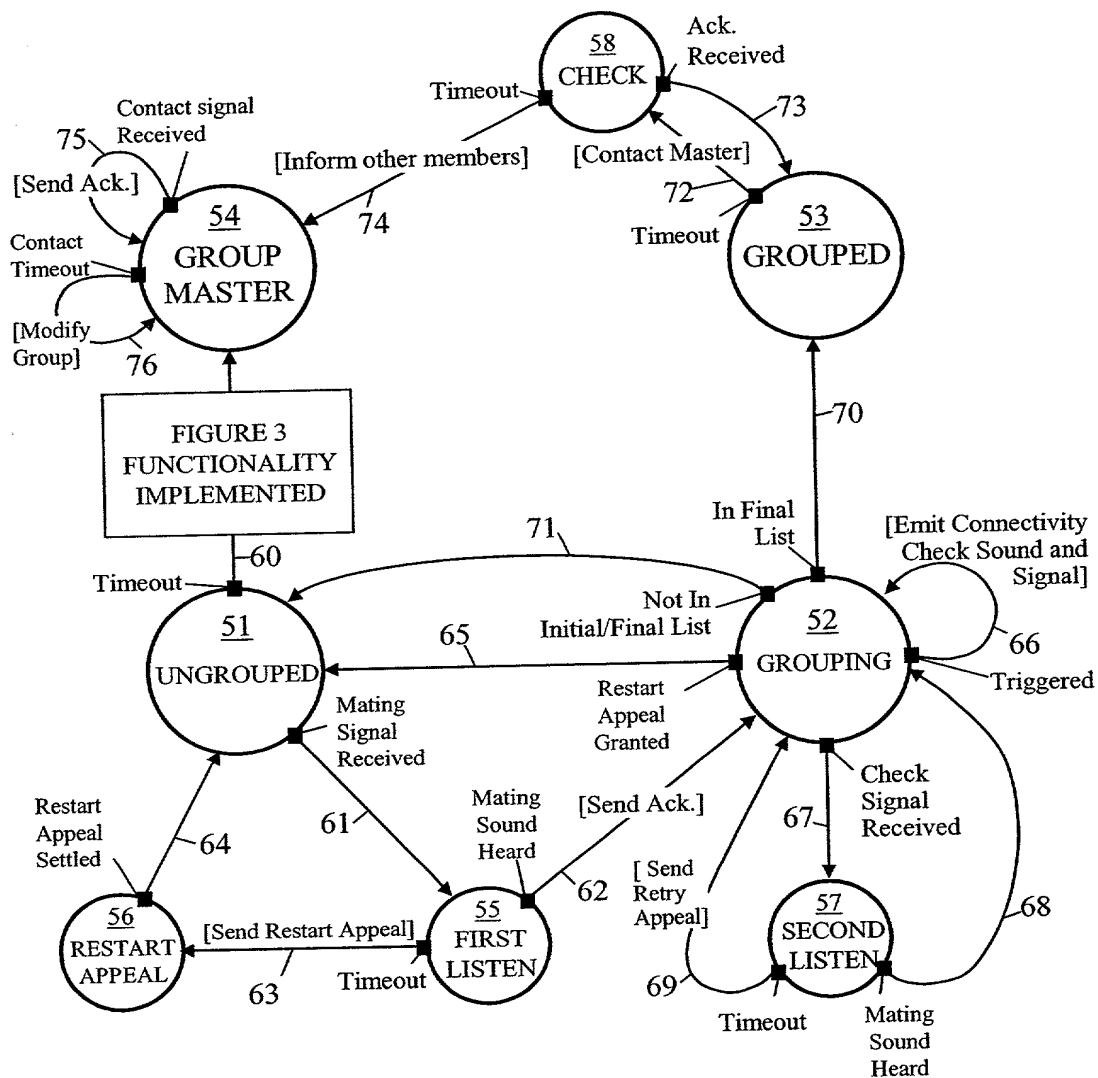 58
CHECK
Ack.
Received
Timeout
73
Contact signal
Received
75
[Inform other members]
[Contact Master]
[Send Ack.]
72
74
54
GROUP
MASTER
53
GROUPED
Timeout
Contact
Timeout
[Modify
Group]
76
FIGURE 3
FUNCTIONALITY
IMPLEMENTED
70
In Final
List
[Emit Connectivity
Check Sound and
Signal]
71
60
Timeout
Not In
Initial/Final List
51
UNGROUPED
65
52
GROUPING
66
Triggered
Restart
Appeal
Granted
Mating
Signal
Received
Check
Signal
Received
[Send Ack.]
Mating
Sound
Heard
Restart
Appeal
Settled
64
61
67
62
[ Send
Retry
Appeal]
68
56
RESTART
APPEAL
[Send Restart Appeal]
55
FIRST
LISTEN
57
SECOND
LISTEN
Timeout
63
69
Timeout
Mating
Sound
Heard